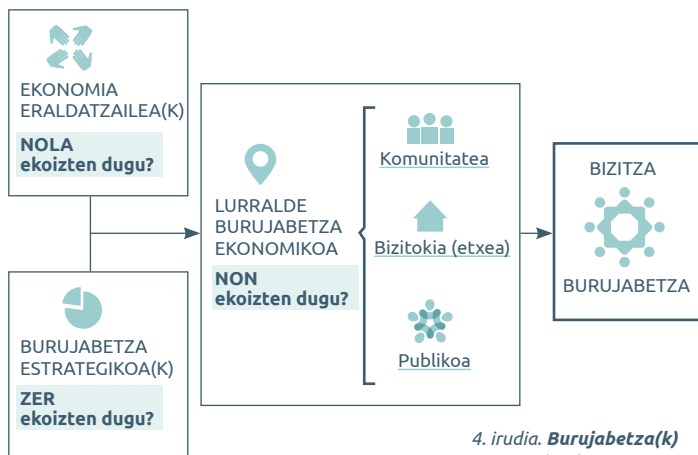 EKONOMIA
ERALDATZAILEA(K)
NOLA
ekoizten dugu?
BURUJABETZA
ESTRATEGIKOA(K)
ZER
ekoizten dugu?
LURRALDE
BURUJABETZA
EKONOMIKOA
NON
ekoizten dugu?
Komunitatea
Bizitokia (etxea)
Publikoa
BIZITZA
BURUJABETZA
4. irudia. Burujabetza(k)